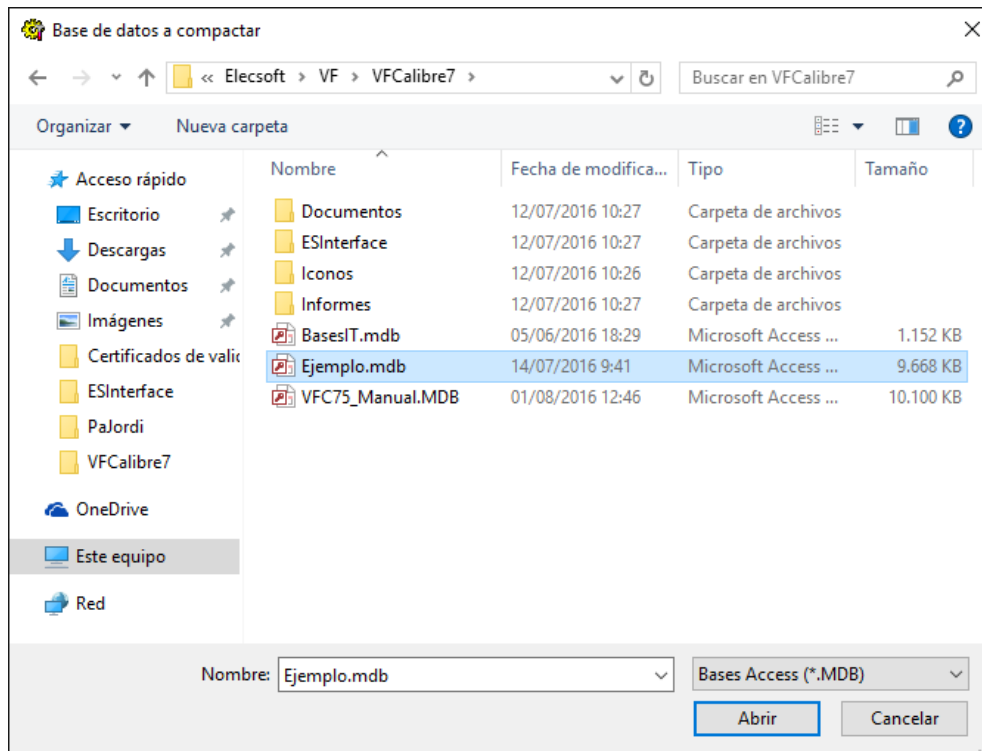 Base de datos a compactar
« Elecsoft > VF > VFCalibre7 >
Buscar en VFCalibre7
Organizar
Nueva carpeta
?
Nombre
Fecha de modifica...
Tipo
Tamaño
Acceso rápido
Escritorio
Descargas
Documentos
Imágenes
Certificados de valic
ESInterface
PaJordi
VFCalibre7
OneDrive
Este equipo
Red
Documentos 12/07/2016 10:27 Carpeta de archivos
ESInterface 12/07/2016 10:27 Carpeta de archivos
Iconos 12/07/2016 10:26 Carpeta de archivos
Informes 12/07/2016 10:27 Carpeta de archivos
BasesIT.mdb 05/06/2016 18:29 Microsoft Access ... 1.152 KB
Ejemplo.mdb 14/07/2016 9:41 Microsoft Access ... 9.668 KB
VFC75_Manual.MDB 01/08/2016 12:46 Microsoft Access ... 10.100 KB
Nombre: Ejemplo.mdb
Bases Access (*.MDB)
Abrir
Cancelar